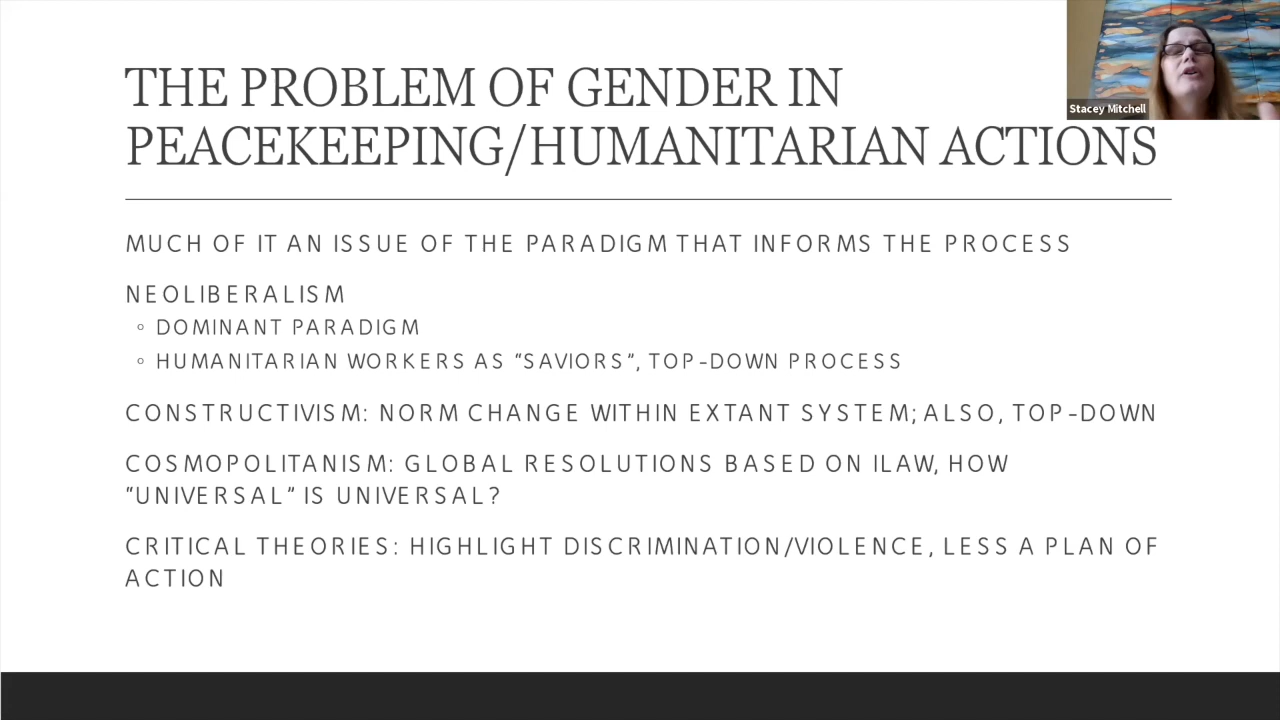 THE PROBLEM OF GENDER IN
PEACEKEEPING/HUMANITARIAN ACTIONS
Stacey Mitchell
MUCH OF IT AN ISSUE OF THE PARADIGM THAT INFORMS THE PROCESS
NEOLIBERALISM
◦ DOMINANT PARADIGM
◦ HUMANITARIAN WORKERS AS “SAVIORS”, TOP-DOWN PROCESS
CONSTRUCTIVISM: NORM CHANGE WITHIN EXTANT SYSTEM; ALSO, TOP-DOWN
COSMOPOLITANISM: GLOBAL RESOLUTIONS BASED ON ILAW, HOW
“UNIVERSAL” IS UNIVERSAL?
CRITICAL THEORIES: HIGHLIGHT DISCRIMINATION/VIOLENCE, LESS A PLAN OF
ACTION